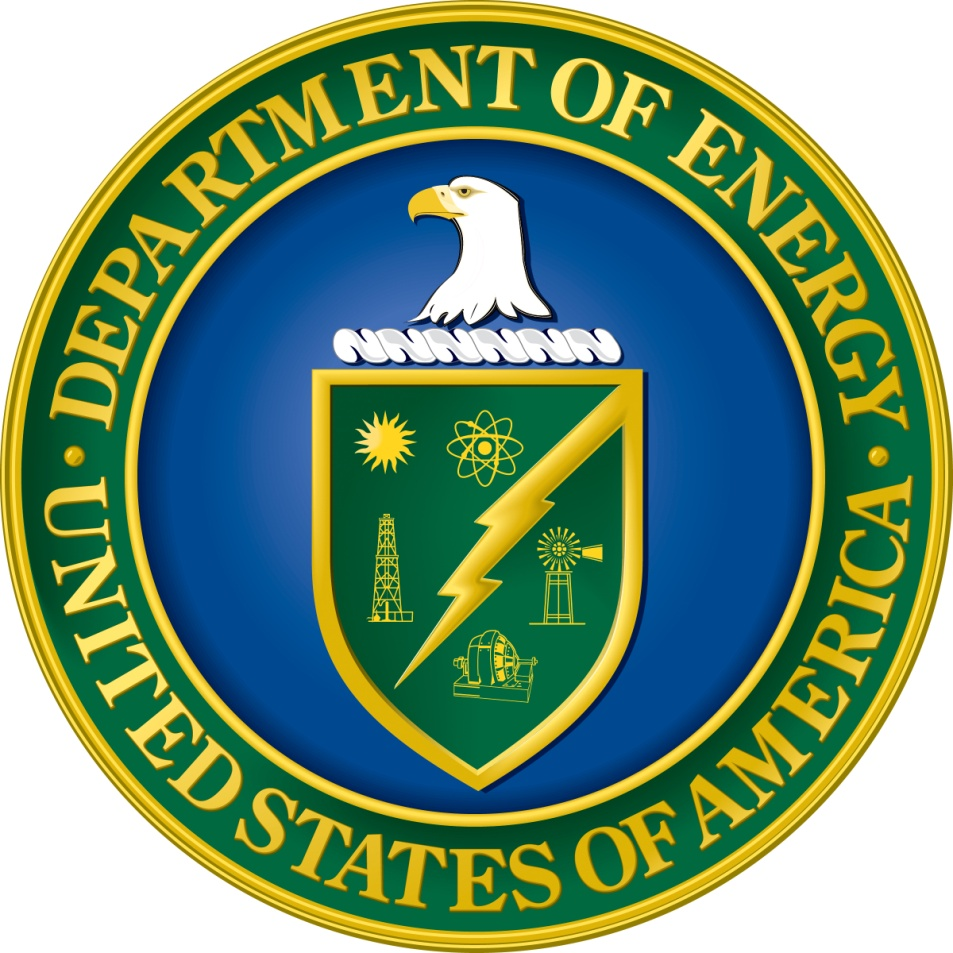 DEPARTMENT OF ENERGY
UNITED STATES OF AMERICA